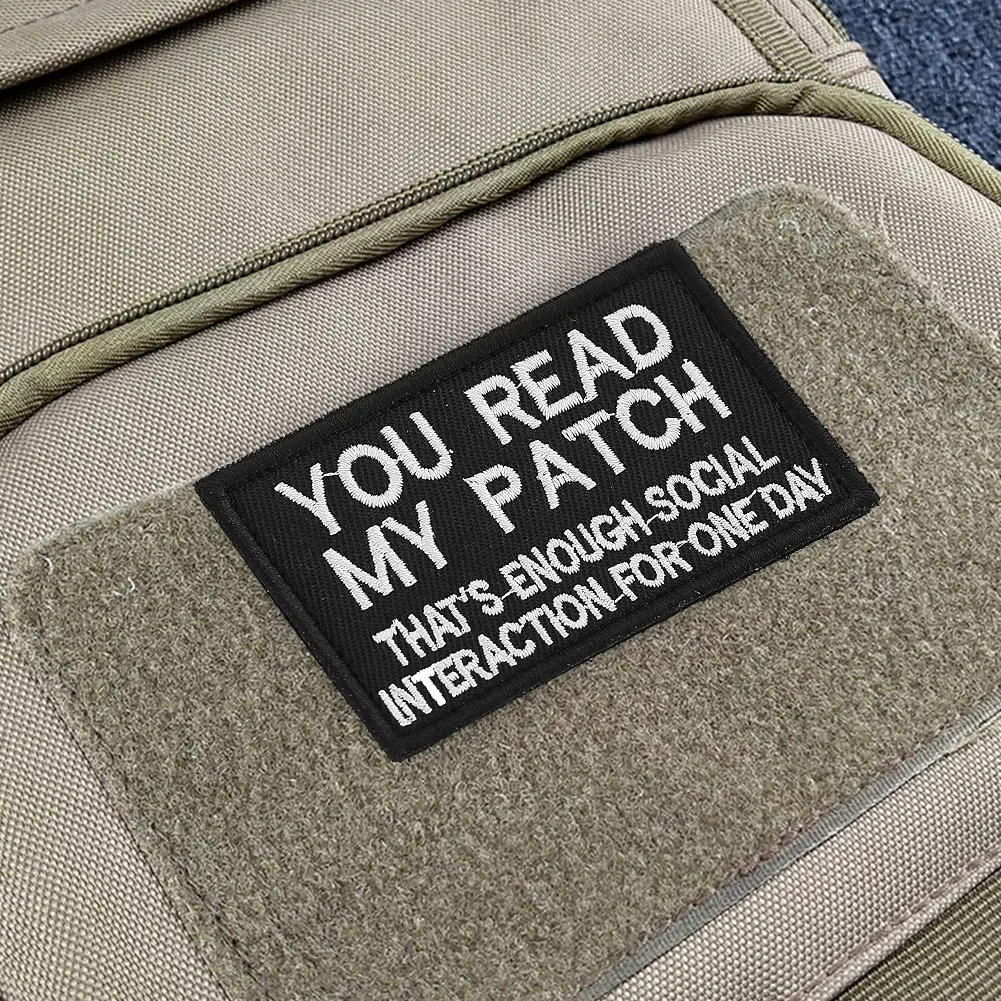 YOU READ
MY PATCH
THAT'S ENOUGH SOCIAL
INTERACTION FOR ONE DAY